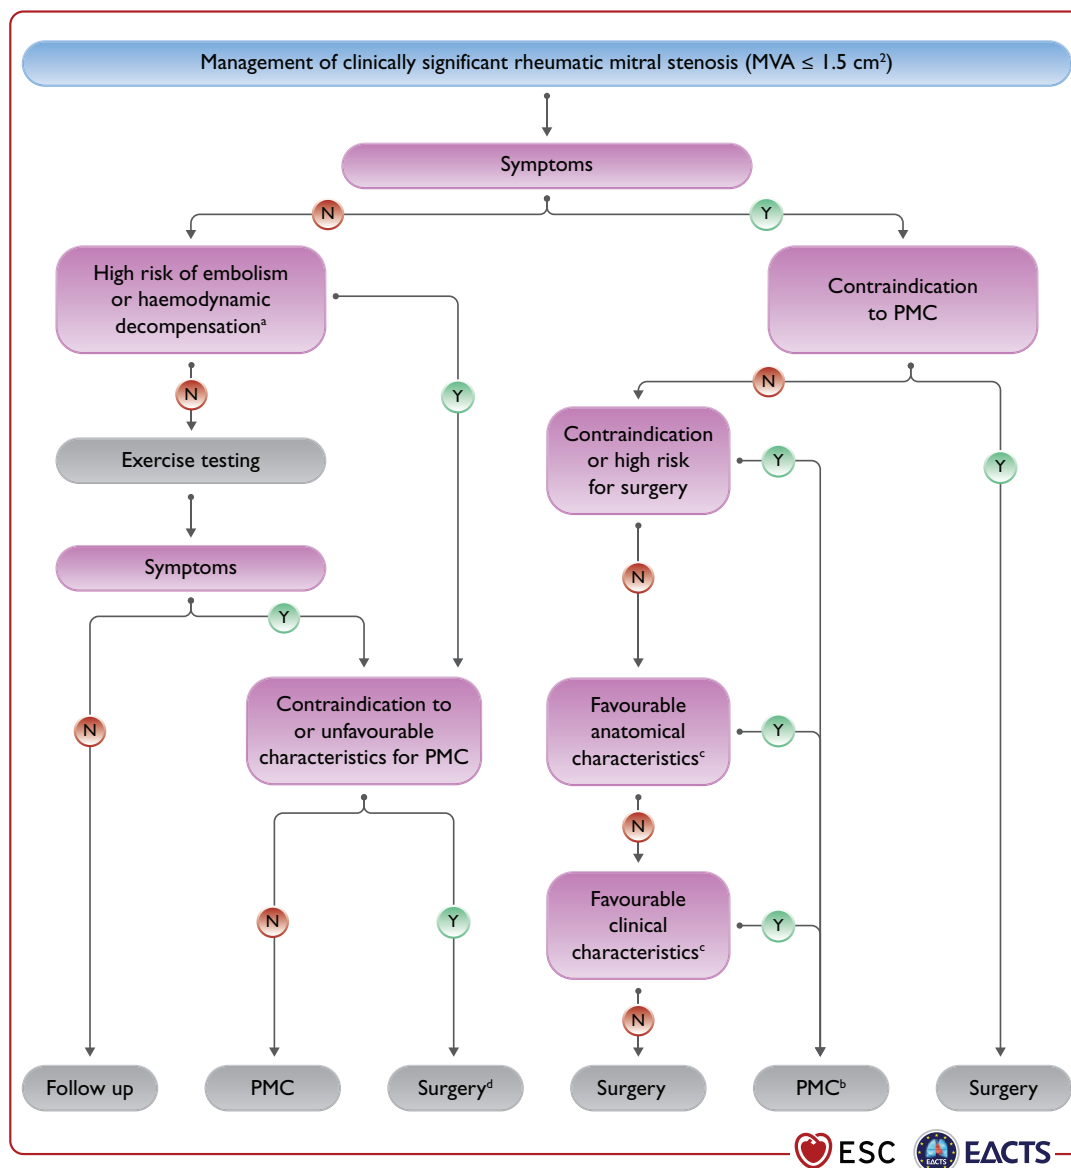 Management of clinically significant rheumatic mitral stenosis (MVA ≤ 1.5 cm²)
Symptoms
N
Y
High risk of embolism
or haemodynamic
decompensationᵃ
Contraindication
to PMC
N
Y
N
Y
Exercise testing
Contraindication
or high risk
for surgery
Y
Symptoms
N
Y
N
Contraindication to
or unfavourable
characteristics for PMC
Favourable
anatomical
characteristicsᶜ
Y
N
Y
N
Favourable
clinical
characteristicsᶜ
Y
N
Follow up
PMC
Surgeryᵈ
Surgery
PMCᵇ
Surgery
ESC
EACTS
EΔCTS